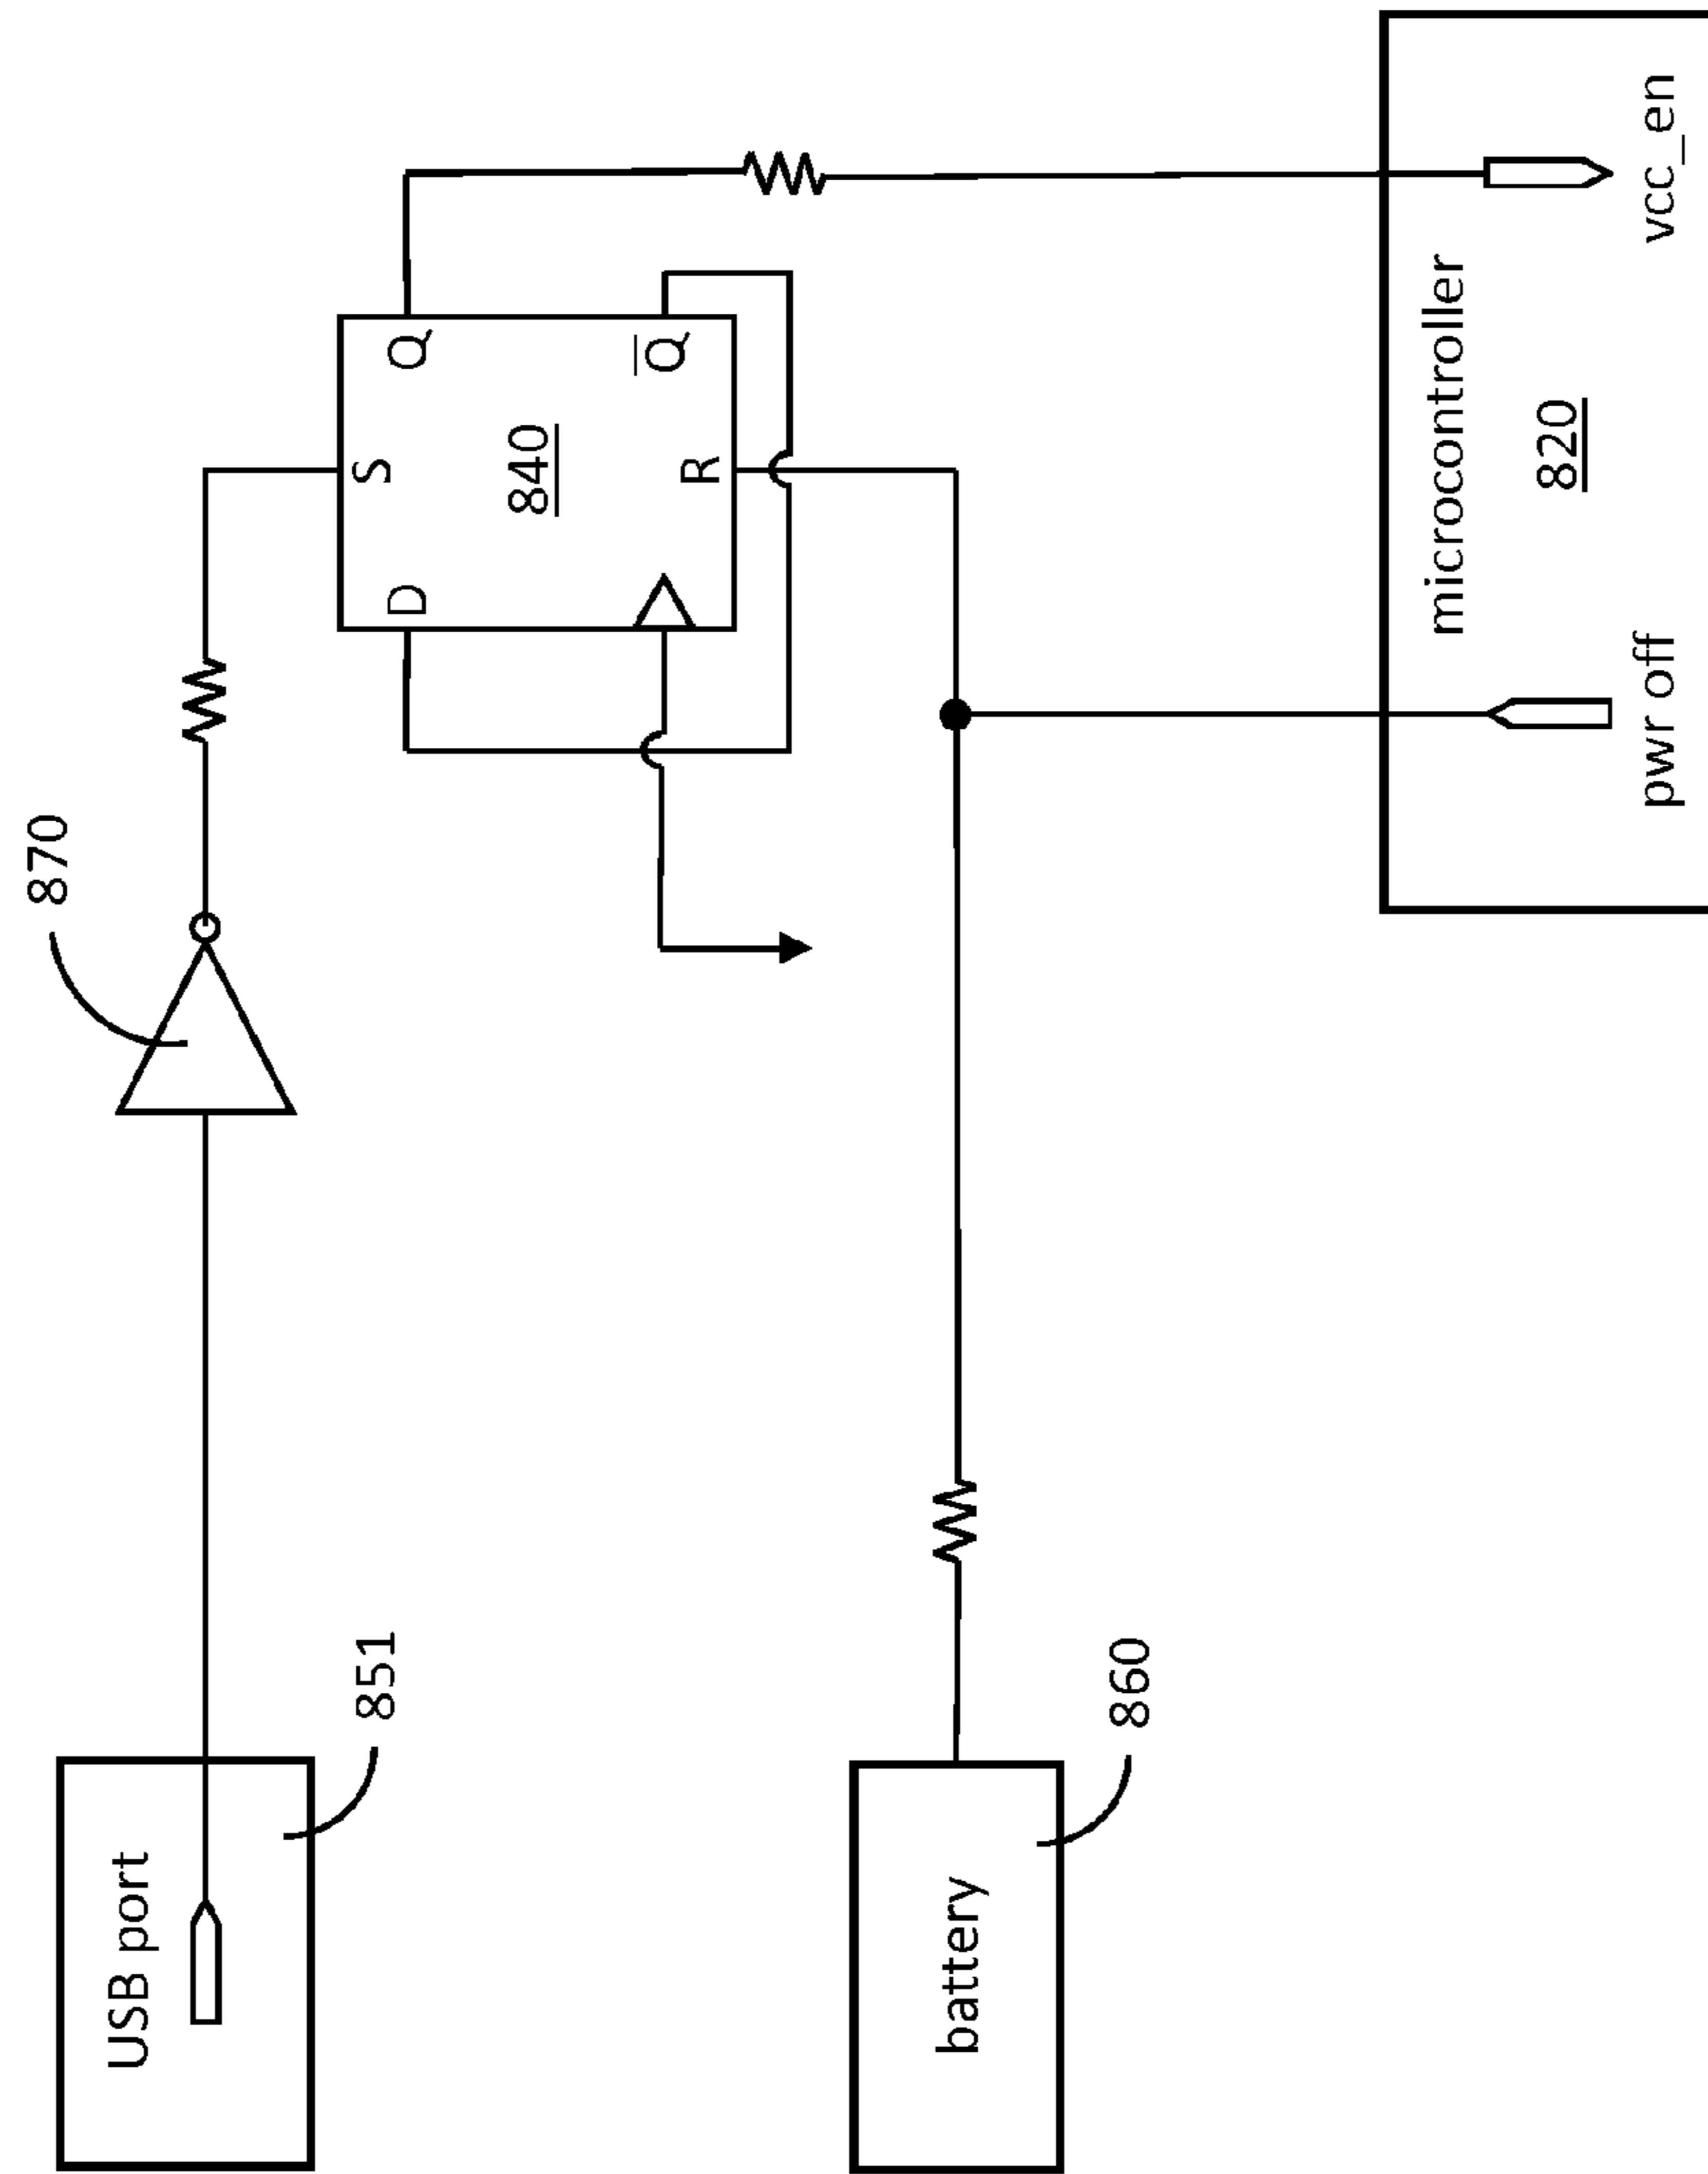 USB port
851
870
S
D
Q
840
Q̅
R
battery
860
microcontroller
820
pwr off
vcc_en